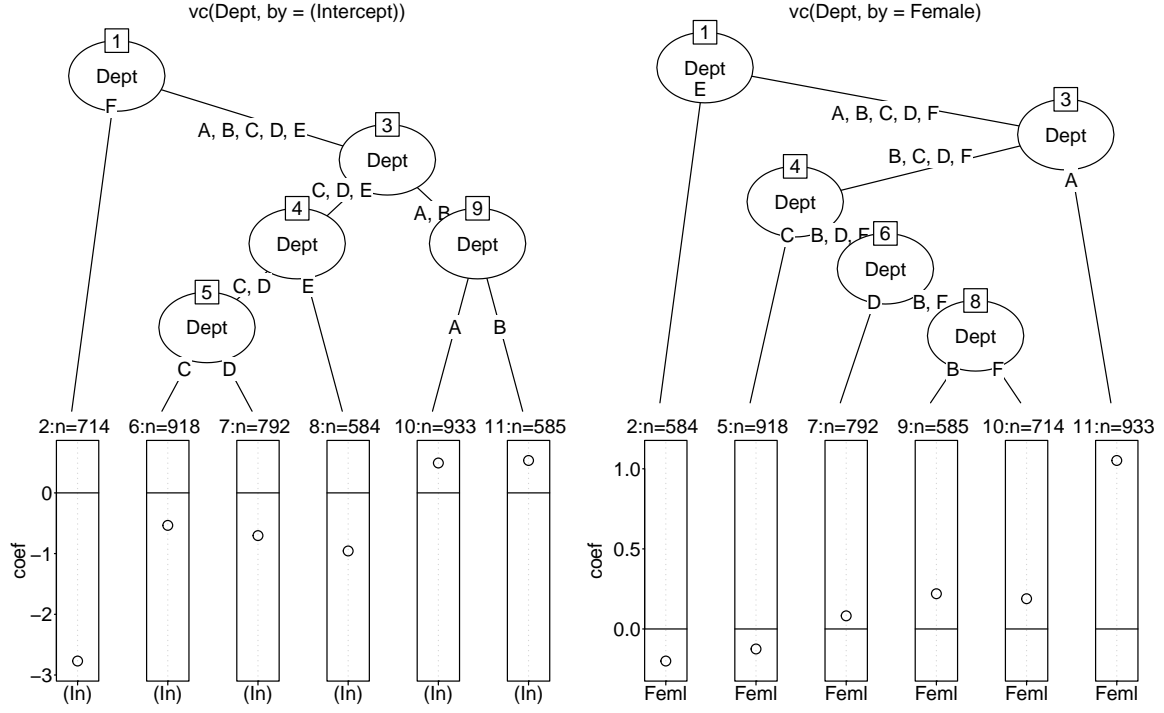 vc(Dept, by = (Intercept))
1
Dept
F
A, B, C, D, E
3
Dept
C, D, E
A, B
4
Dept
9
Dept
C, D
E
5
Dept
A
B
C
D
2:n=714
6:n=918
7:n=792
8:n=584
10:n=933
11:n=585
coef
0
−1
−2
−3
(In)
(In)
(In)
(In)
(In)
(In)
vc(Dept, by = Female)
1
Dept
E
A, B, C, D, F
3
Dept
B, C, D, F
A
4
Dept
C
B, D, F
6
Dept
D
B, F
8
Dept
B
F
2:n=584
5:n=918
7:n=792
9:n=585
10:n=714
11:n=933
coef
1.0
0.5
0.0
Feml
Feml
Feml
Feml
Feml
Feml